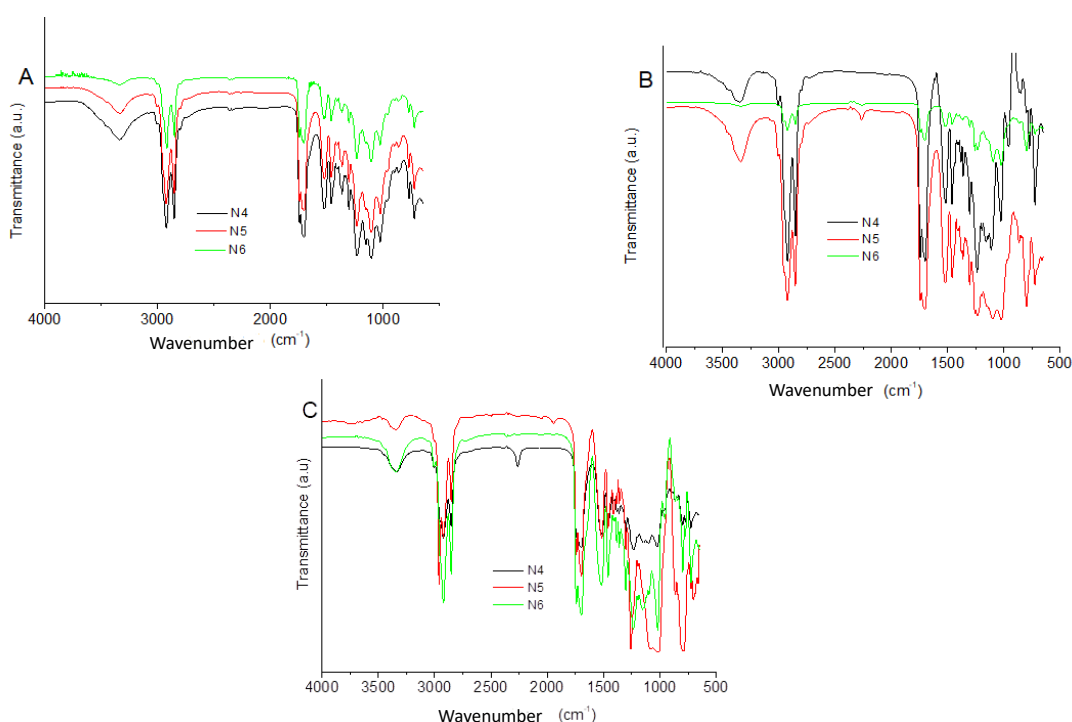 A
Transmittance (a.u.)
N4
N5
N6
4000 3000 2000 1000
Wavenumber (cm⁻¹)
B
Transmittance (a.u.)
N4
N5
N6
4000 3500 3000 2500 2000 1500 1000 500
Wavenumber (cm⁻¹)
C
Transmittance (a.u)
N4
N5
N6
4000 3500 3000 2500 2000 1500 1000 500
Wavenumber (cm⁻¹)